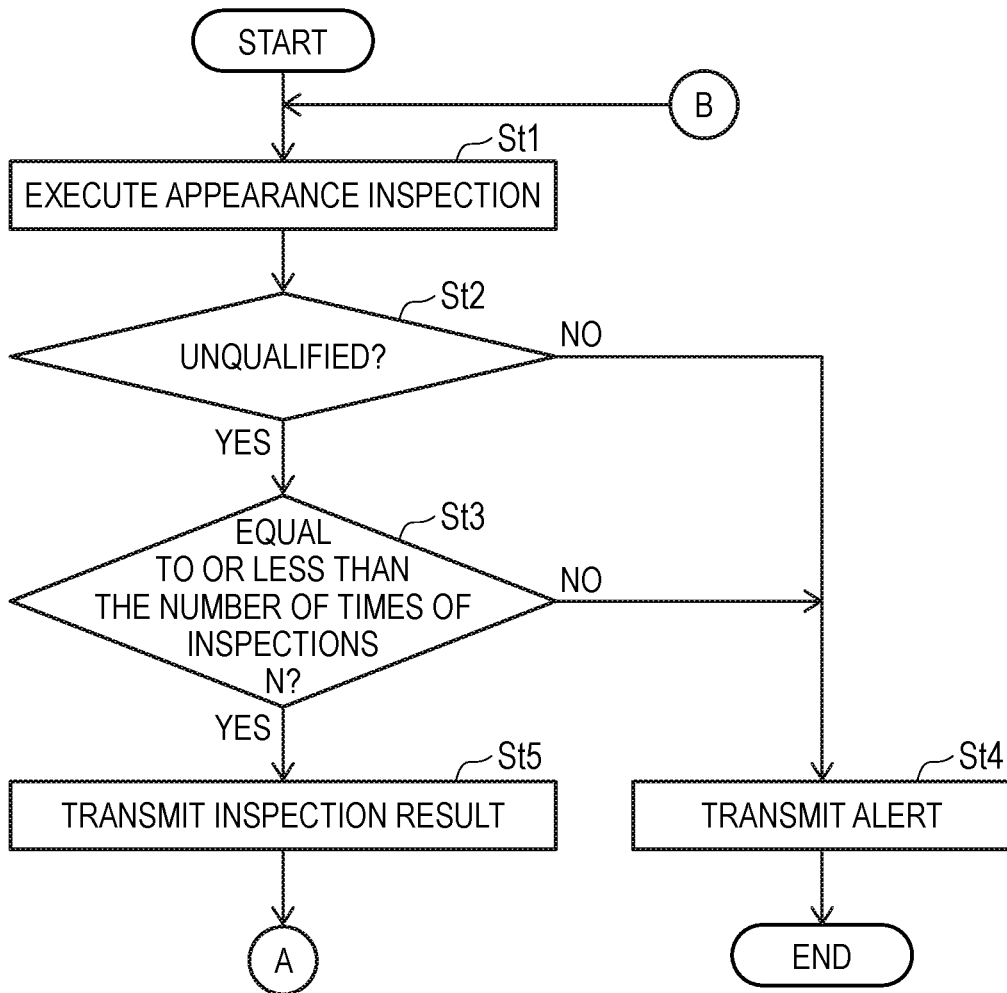 START
B
St1
EXECUTE APPEARANCE INSPECTION
St2
UNQUALIFIED?
NO
YES
St3
EQUAL
TO OR LESS THAN
THE NUMBER OF TIMES OF
INSPECTIONS
N?
NO
YES
St5
TRANSMIT INSPECTION RESULT
St4
TRANSMIT ALERT
A
END